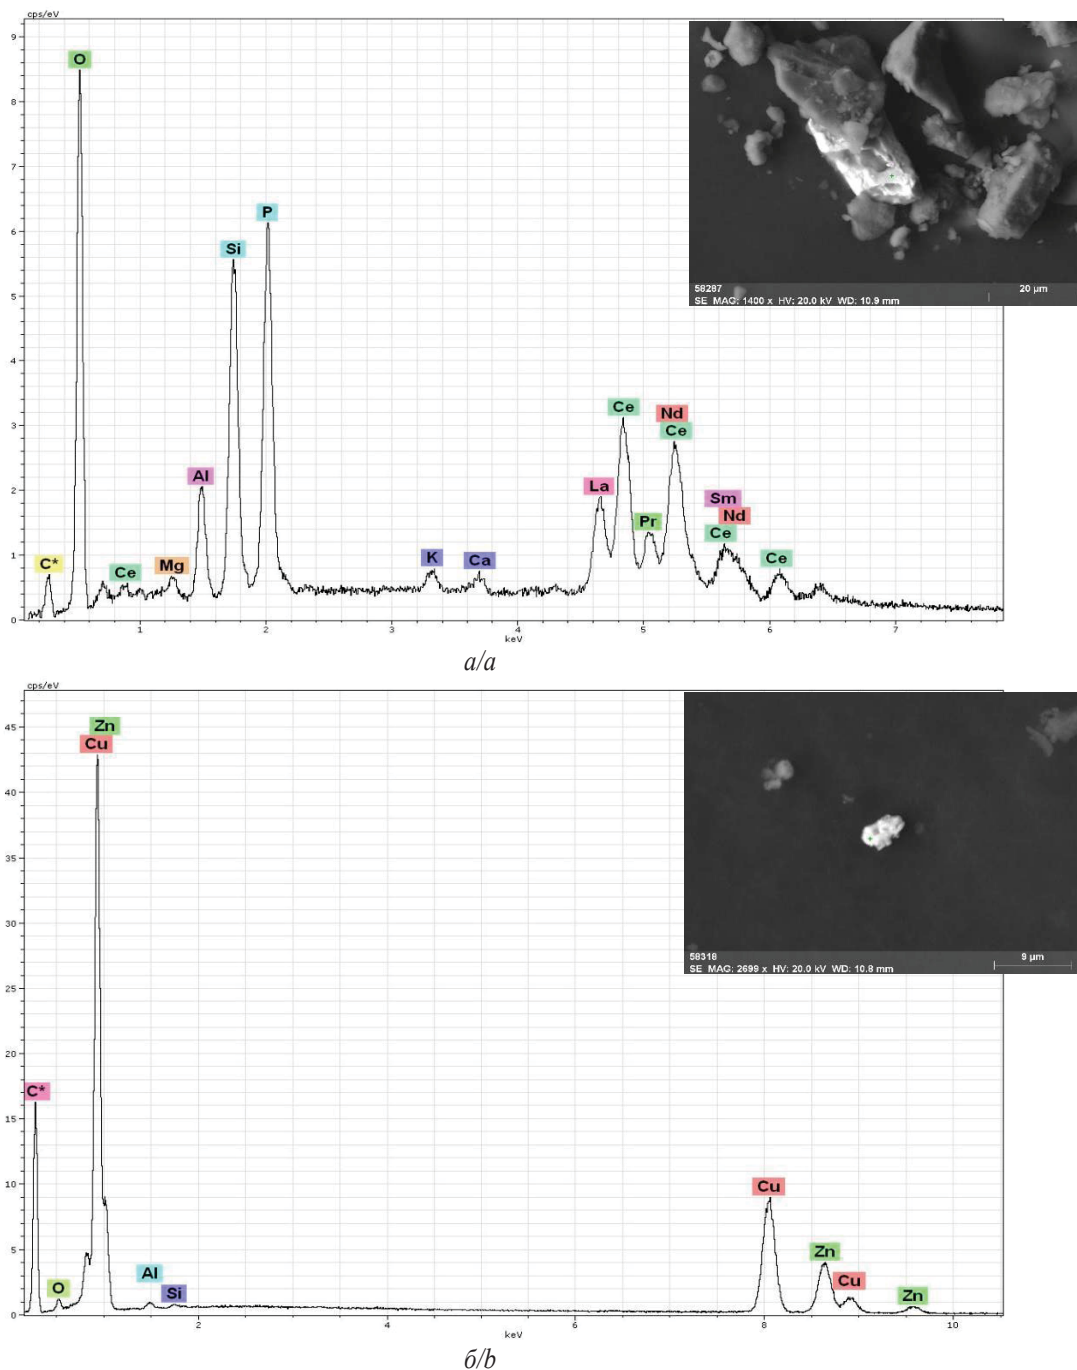 cps/eV
9
8
7
6
5
4
3
2
1
0
O
P
Si
Ce
Nd
Ce
Al
La
Sm
Nd
Pr
Ce
C*
Ce
Mg
K
Ca
Ce
1 2 3 4 5 6 7
keV
58287 20 µm
SE MAG: 1400 x HV: 20.0 kV WD: 10.9 mm
а/a
cps/eV
45
40
35
30
25
20
15
10
5
0
Zn
Cu
C*
O
Al
Si
Cu
Zn
Cu
Zn
2 4 6 8 10
keV
58318 9 µm
SE MAG: 2699 x HV: 20.0 kV WD: 10.8 mm
б/b